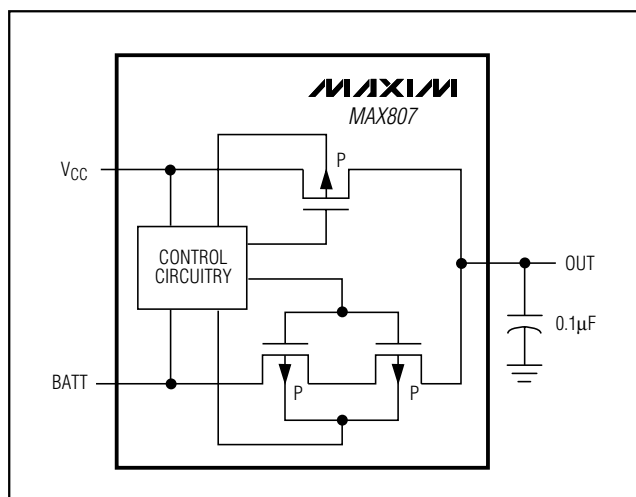 MAXIM
MAX807
P
VCC
CONTROL
CIRCUITRY
OUT
0.1µF
BATT
P
P